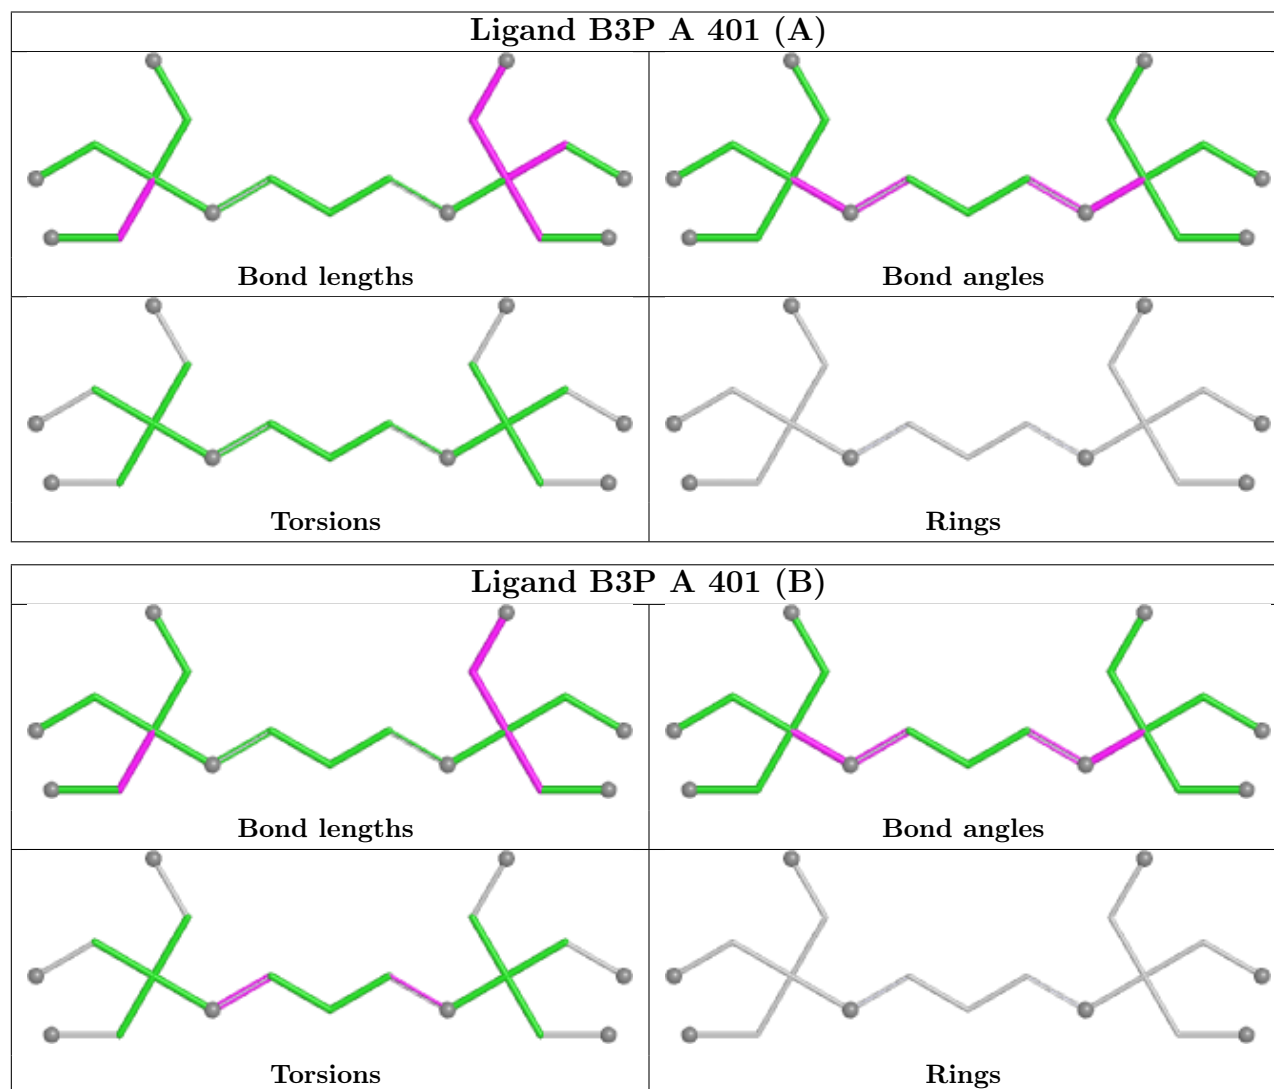 Ligand B3P A 401 (A)
Bond lengths
Bond angles
Torsions
Rings
Ligand B3P A 401 (B)
Bond lengths
Bond angles
Torsions
Rings